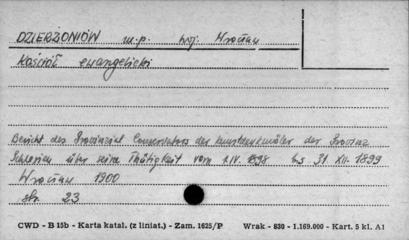 DZIERŻONIÓW m.p. woj. Wrocław
Kościół ewangelicki
Bericht des Provinzial Conservators der Kunstdenkmäler der Provinz
Schlesien über seine Thätigkeit vom 1.IV.1898 bis 31 XII. 1899
Wrocław 1900
str. 23
CWD - B 15b - Karta katal. (z liniat.) - Zam. 1625/P Wrak - 830 - 1.169.000 - Kart. 5 kl. A1